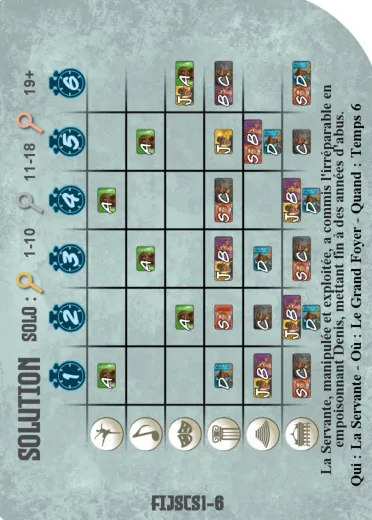 SOLUTION SOLO : 1-10 11-18 19+
1 2 3 4 5 6
A A
A A
A J A
D S J B S C J B C
J B C D S B D
S C J B D S C J B D C S D
La Servante, manipulée et exploitée, a commis l'irréparable en
empoisonnant Denis, mettant fin à des années d'abus.
Qui : La Servante - Où : Le Grand Foyer - Quand : Temps 6
FTJSCS1-6